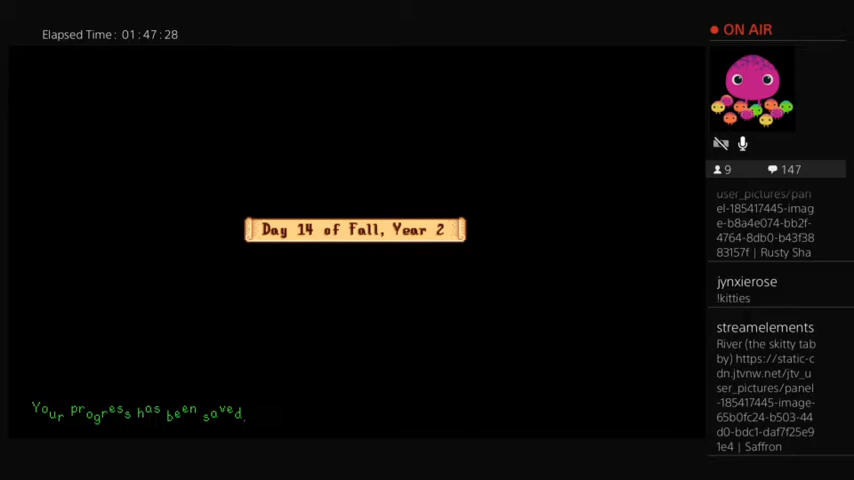 Elapsed Time: 01:47:28
ON AIR
9 147
user_pictures/pan
el-185417445-imag
e-b8a4e074-bb2f-
4764-8db0-b43f38
83157f | Rusty Sha
jynxierose
!kitties
streamelements
River (the skitty tab
by) https://static-c
dn.jtvnw.net/jtv_u
ser_pictures/panel
-185417445-image-
65b0fc24-b503-44
d0-bdc1-daf7f25e9
1e4 | Saffron
Day 14 of Fall, Year 2
Your progress has been saved.